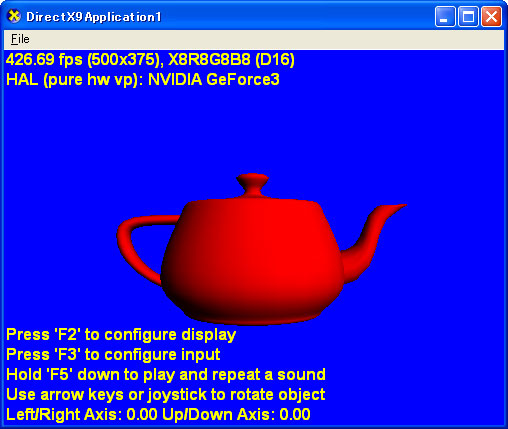 DirectX9Application1
File
426.69 fps (500x375), X8R8G8B8 (D16)
HAL (pure hw vp): NVIDIA GeForce3
Press 'F2' to configure display
Press 'F3' to configure input
Hold 'F5' down to play and repeat a sound
Use arrow keys or joystick to rotate object
Left/Right Axis: 0.00 Up/Down Axis: 0.00